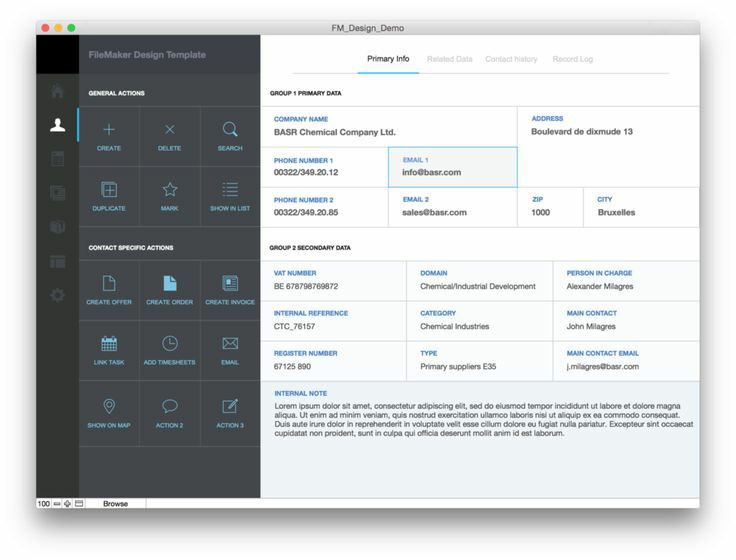 FM_Design_Demo
FileMaker Design Template
Primary Info
Related Data
Contact history
Record Log
GENERAL ACTIONS
CREATE
DELETE
SEARCH
DUPLICATE
MARK
SHOW IN LIST
CONTACT SPECIFIC ACTIONS
CREATE OFFER
CREATE ORDER
CREATE INVOICE
LINK TASK
ADD TIMESHEETS
EMAIL
SHOW ON MAP
ACTION 2
ACTION 3
GROUP 1 PRIMARY DATA
COMPANY NAME
BASR Chemical Company Ltd.
ADDRESS
Boulevard de dixmude 13
PHONE NUMBER 1
00322/349.20.12
EMAIL 1
info@basr.com
PHONE NUMBER 2
00322/349.20.85
EMAIL 2
sales@basr.com
ZIP
1000
CITY
Bruxelles
GROUP 2 SECONDARY DATA
VAT NUMBER
BE 678798769872
DOMAIN
Chemical/Industrial Development
PERSON IN CHARGE
Alexander Milagres
INTERNAL REFERENCE
CTC_76157
CATEGORY
Chemical Industries
MAIN CONTACT
John Milagres
REGISTER NUMBER
67125 890
TYPE
Primary suppliers E35
MAIN CONTACT EMAIL
j.milagres@basr.com
INTERNAL NOTE
Lorem ipsum dolor sit amet, consectetur adipiscing elit, sed do eiusmod tempor incididunt ut labore et dolore magna
aliqua. Ut enim ad minim veniam, quis nostrud exercitation ullamco laboris nisi ut aliquip ex ea commodo consequat.
Duis aute irure dolor in reprehenderit in voluptate velit esse cillum dolore eu fugiat nulla pariatur. Excepteur sint occaecat
cupidatat non proident, sunt in culpa qui officia deserunt mollit anim id est laborum.
100
Browse